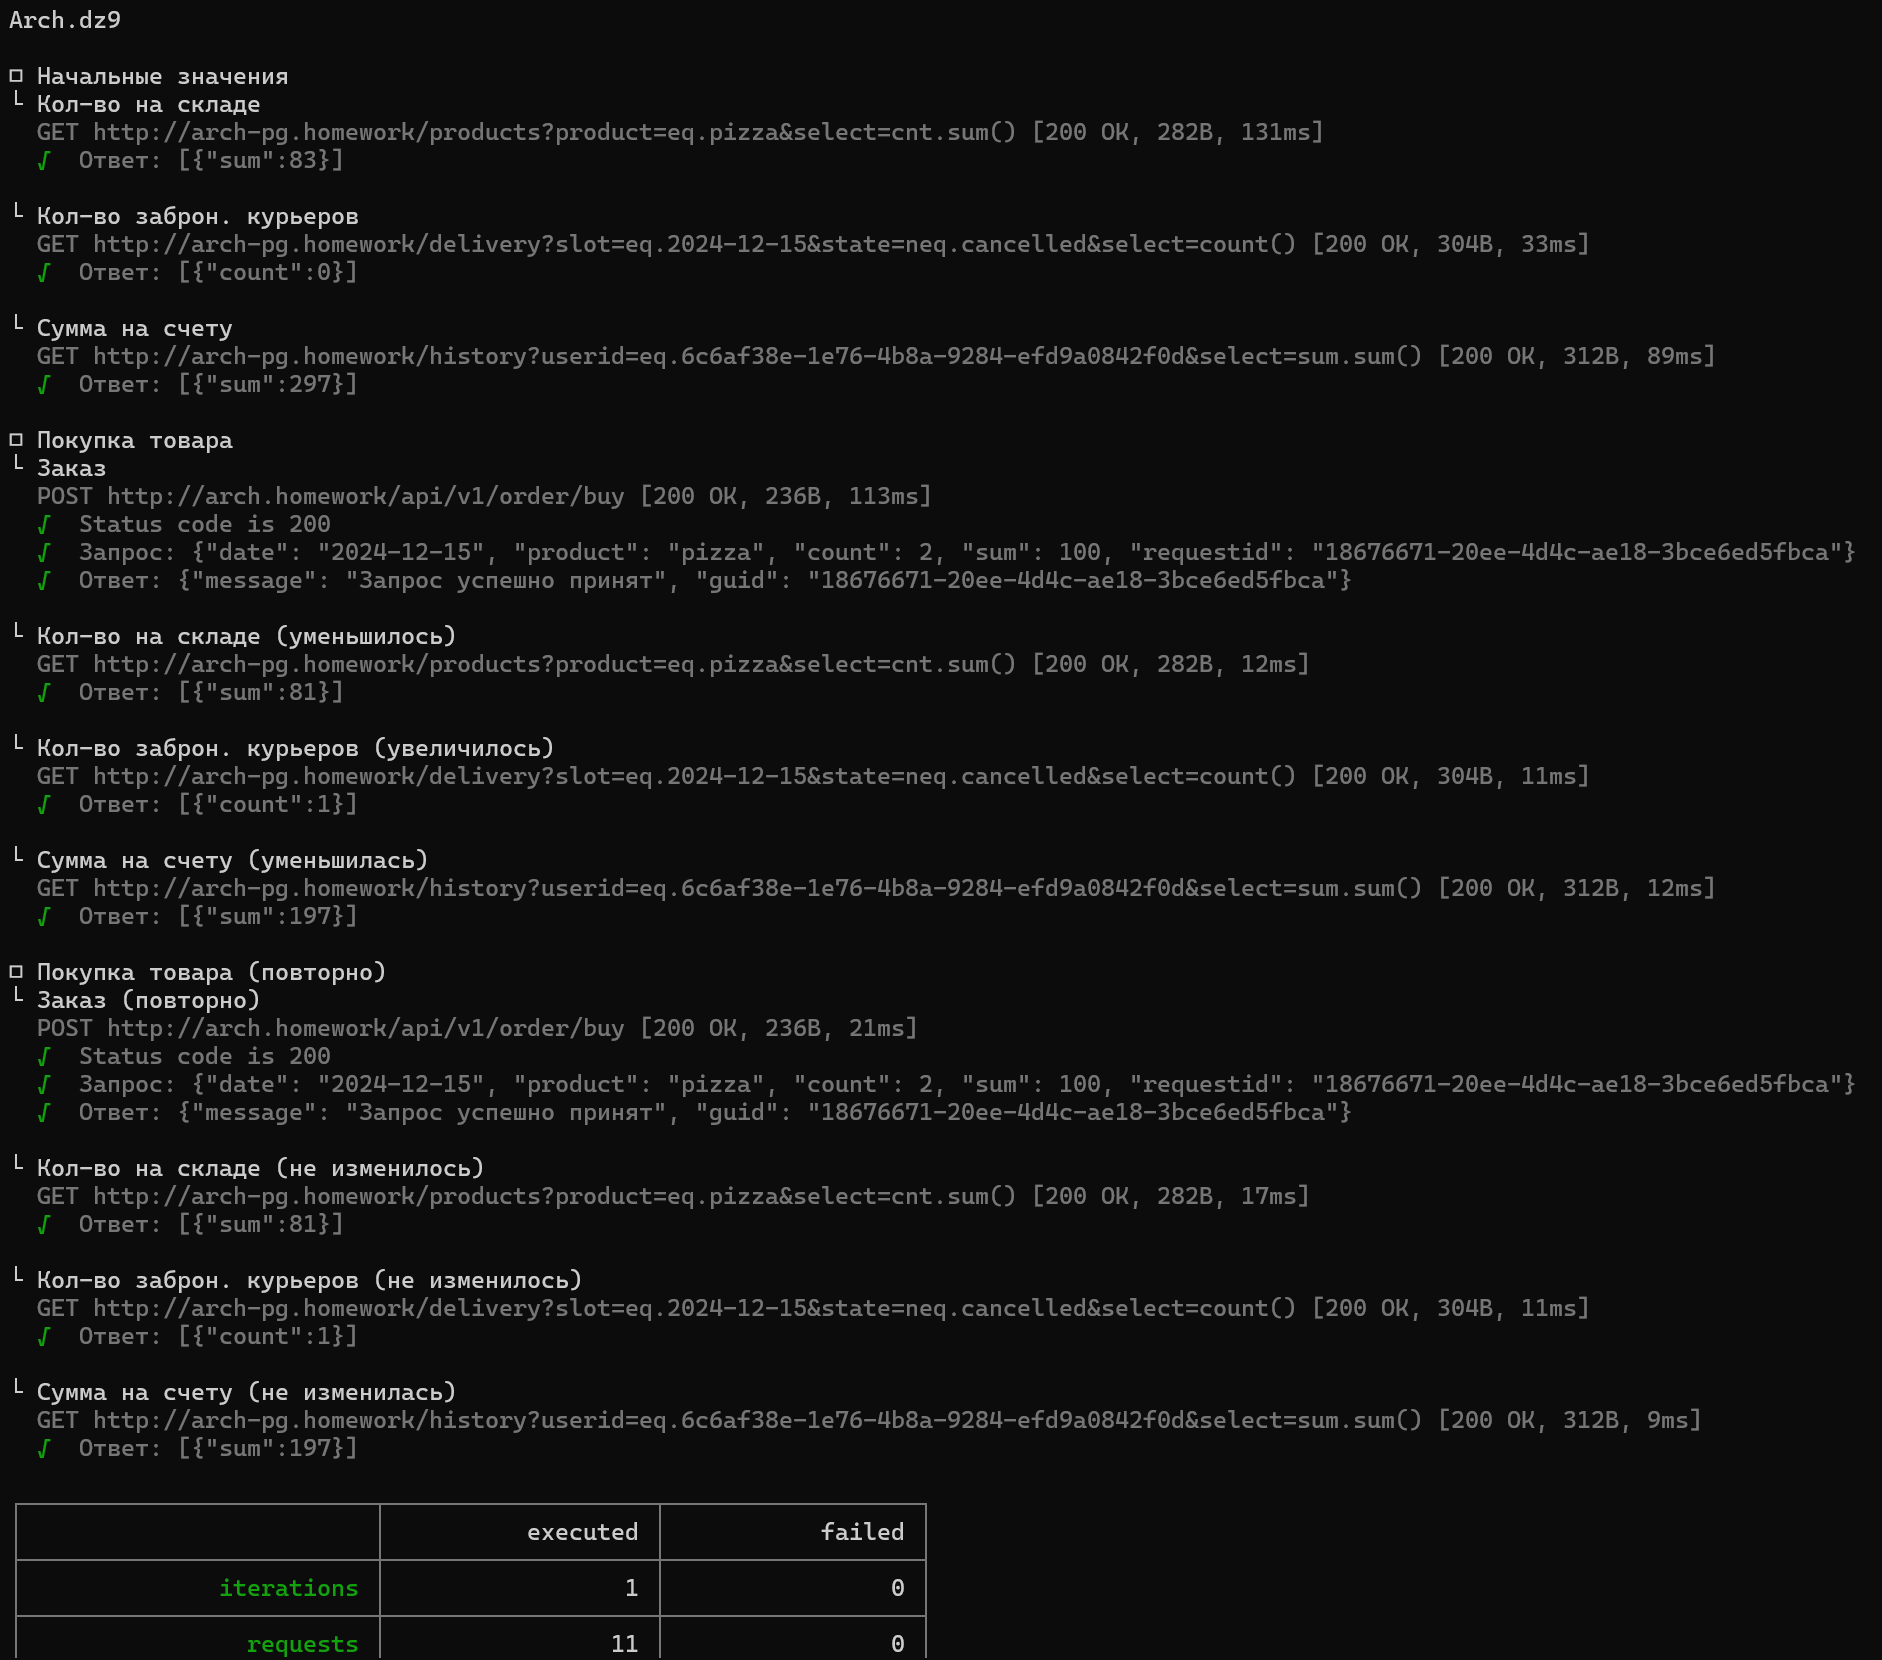 Arch.dz9
□ Начальные значения
└ Кол-во на складе
GET http://arch-pg.homework/products?product=eq.pizza&select=cnt.sum() [200 OK, 282B, 131ms]
√ Ответ: [{"sum":83}]
└ Кол-во заброн. курьеров
GET http://arch-pg.homework/delivery?slot=eq.2024-12-15&state=neq.cancelled&select=count() [200 OK, 304B, 33ms]
√ Ответ: [{"count":0}]
└ Сумма на счету
GET http://arch-pg.homework/history?userid=eq.6c6af38e-1e76-4b8a-9284-efd9a0842f0d&select=sum.sum() [200 OK, 312B, 89ms]
√ Ответ: [{"sum":297}]
□ Покупка товара
└ Заказ
POST http://arch.homework/api/v1/order/buy [200 OK, 236B, 113ms]
√ Status code is 200
√ Запрос: {"date": "2024-12-15", "product": "pizza", "count": 2, "sum": 100, "requestid": "18676671-20ee-4d4c-ae18-3bce6ed5fbca"}
√ Ответ: {"message": "Запрос успешно принят", "guid": "18676671-20ee-4d4c-ae18-3bce6ed5fbca"}
└ Кол-во на складе (уменьшилось)
GET http://arch-pg.homework/products?product=eq.pizza&select=cnt.sum() [200 OK, 282B, 12ms]
√ Ответ: [{"sum":81}]
└ Кол-во заброн. курьеров (увеличилось)
GET http://arch-pg.homework/delivery?slot=eq.2024-12-15&state=neq.cancelled&select=count() [200 OK, 304B, 11ms]
√ Ответ: [{"count":1}]
└ Сумма на счету (уменьшилась)
GET http://arch-pg.homework/history?userid=eq.6c6af38e-1e76-4b8a-9284-efd9a0842f0d&select=sum.sum() [200 OK, 312B, 12ms]
√ Ответ: [{"sum":197}]
□ Покупка товара (повторно)
└ Заказ (повторно)
POST http://arch.homework/api/v1/order/buy [200 OK, 236B, 21ms]
√ Status code is 200
√ Запрос: {"date": "2024-12-15", "product": "pizza", "count": 2, "sum": 100, "requestid": "18676671-20ee-4d4c-ae18-3bce6ed5fbca"}
√ Ответ: {"message": "Запрос успешно принят", "guid": "18676671-20ee-4d4c-ae18-3bce6ed5fbca"}
└ Кол-во на складе (не изменилось)
GET http://arch-pg.homework/products?product=eq.pizza&select=cnt.sum() [200 OK, 282B, 17ms]
√ Ответ: [{"sum":81}]
└ Кол-во заброн. курьеров (не изменилось)
GET http://arch-pg.homework/delivery?slot=eq.2024-12-15&state=neq.cancelled&select=count() [200 OK, 304B, 11ms]
√ Ответ: [{"count":1}]
└ Сумма на счету (не изменилась)
GET http://arch-pg.homework/history?userid=eq.6c6af38e-1e76-4b8a-9284-efd9a0842f0d&select=sum.sum() [200 OK, 312B, 9ms]
√ Ответ: [{"sum":197}]
executed failed
iterations 1 0
requests 11 0